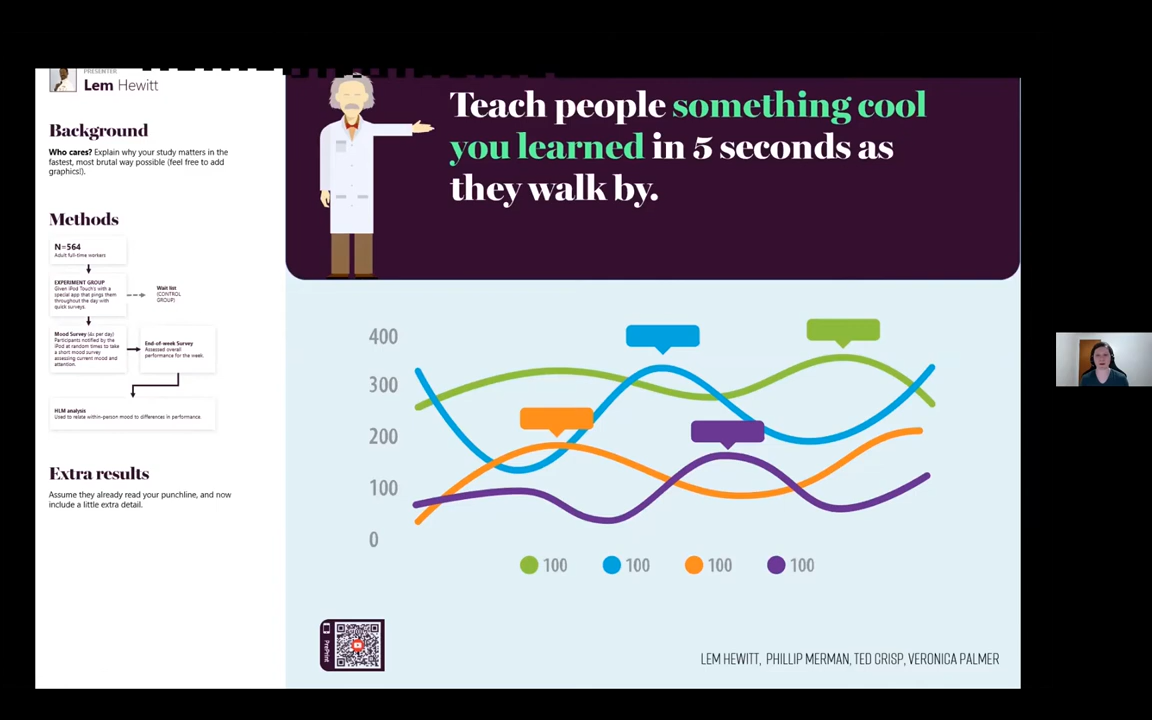 PRESENTER
Lem Hewitt
Background
Who cares? Explain why your study matters in the
fastest, most brutal way possible (feel free to add
graphics!).
Methods
N=564
Adult full-time workers
EXPERIMENT GROUP
Given iPod Touch's with a
special app that pings them
throughout the day with
quick surveys.
Wait list
(CONTROL
GROUP)
Mood Survey (4x per day)
Participants notified by the
iPod at random times to take
a short mood survey
assessing current mood and
attention.
End-of-week Survey
Assessed overall
performance for the week.
HLM analysis
Used to relate within-person mood to differences in performance.
Extra results
Assume they already read your punchline, and now
include a little extra detail.
Teach people something cool
you learned in 5 seconds as
they walk by.
400
300
200
100
0
100 100 100 100
PrePrint
LEM HEWITT, PHILLIP MERMAN, TED CRISP, VERONICA PALMER